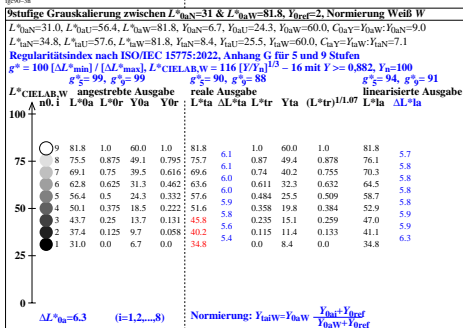 9stufige Grauskalierung zwischen L*0aN=31 & L*0aW=81.8, Y0ref=2, Normierung Weiß W
L*0aN=31.0, L*0aU=56.4, L*0aW=81.8, Y0aN=6.7, Y0aU=24.3, Y0aW=60.0, C0aY=Y0aW:Y0aN=9.0
L*taN=34.8, L*taU=57.6, L*taW=81.8, YtaN=8.4, YtaU=25.5, YtaW=60.0, CtaY=YtaW:YtaN=7.1
Regularitätsindex nach ISO/IEC 15775:2022, Anhang G für 5 und 9 Stufen
g* = 100 [ΔL*min] / [ΔL*max], L*CIELAB = 116 [Y/Yn]1/3 − 16 mit Y >= 0,882, Yn=100
g*5= 99, g*9= 99 g*5= 90, g*9= 88 g*5= 94, g*9= 91
L*CIELAB,W angestrebte Ausgabe reale Ausgabe linearisierte Ausgabe
n0. i L*0a L*0r Y0a Y0r L*ta ΔL*ta L*tr Yta (L*tr)1/1.07 L*la ΔL*la
100
9 81.8 1.0 60.0 1.0 81.8 1.0 60.0 1.0 81.8
6.1 5.7
8 75.5 0.875 49.1 0.795 75.7 0.87 49.4 0.878 76.1
75
6.1 5.8
7 69.1 0.75 39.5 0.616 69.6 0.74 40.2 0.755 70.3
6.0 5.8
6 62.8 0.625 31.3 0.462 63.6 0.611 32.3 0.632 64.5
6.0 5.9
5 56.4 0.5 24.3 0.332 57.6 0.484 25.5 0.509 58.7
5.9 5.8
50
4 50.1 0.375 18.5 0.222 51.6 0.358 19.8 0.384 52.9
5.8 5.9
3 43.7 0.25 13.7 0.131 45.8 0.235 15.1 0.259 47.0
5.6 5.9
2 37.4 0.125 9.7 0.058 40.2 0.115 11.4 0.133 41.1
5.4 6.3
1 31.0 0.0 6.7 0.0 34.8 0.0 8.4 0.0 34.8
25
0
ΔL*0a=6.3 (i=1,2,...,8) Normierung: YtaiW=Y0aW Y0ai+Y0ref
Y0aW+Y0ref